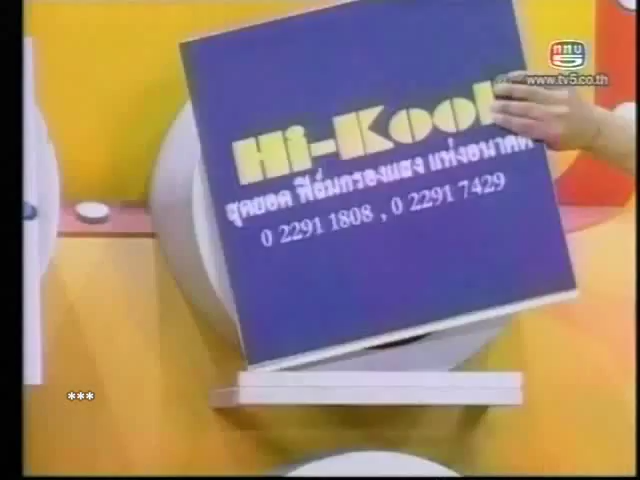 ททบ
5
www.tv5.co.th
Hi-Kool
สุดยอด ฟิล์มกรองแสง แห่งอนาคต
0 2291 1808 , 0 2291 7429
***